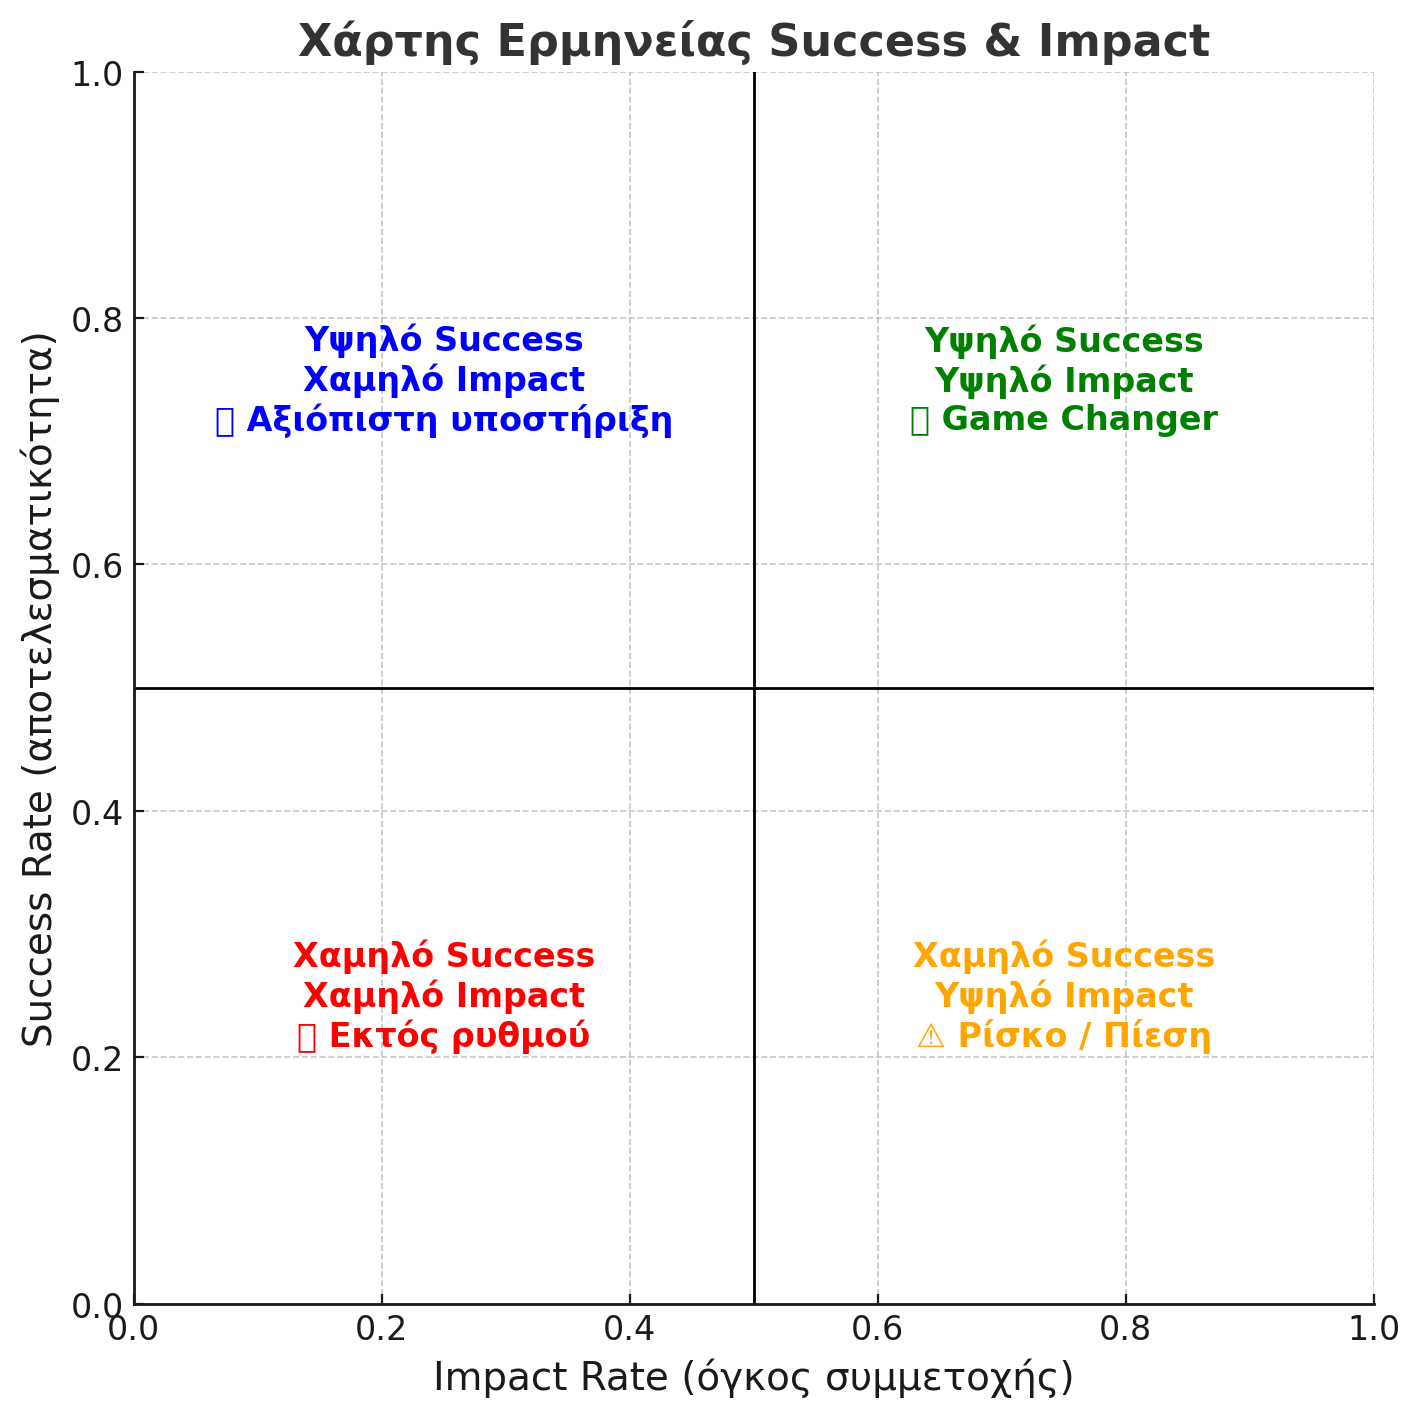 Χάρτης Ερμηνείας Success & Impact
1.0
0.8
0.6
0.4
0.2
0.0
Success Rate (αποτελεσματικότητα)
Υψηλό Success
Χαμηλό Impact
▯ Αξιόπιστη υποστήριξη
Υψηλό Success
Υψηλό Impact
▯ Game Changer
Χαμηλό Success
Χαμηλό Impact
▯ Εκτός ρυθμού
Χαμηλό Success
Υψηλό Impact
⚠ Ρίσκο / Πίεση
0.0 0.2 0.4 0.6 0.8 1.0
Impact Rate (όγκος συμμετοχής)